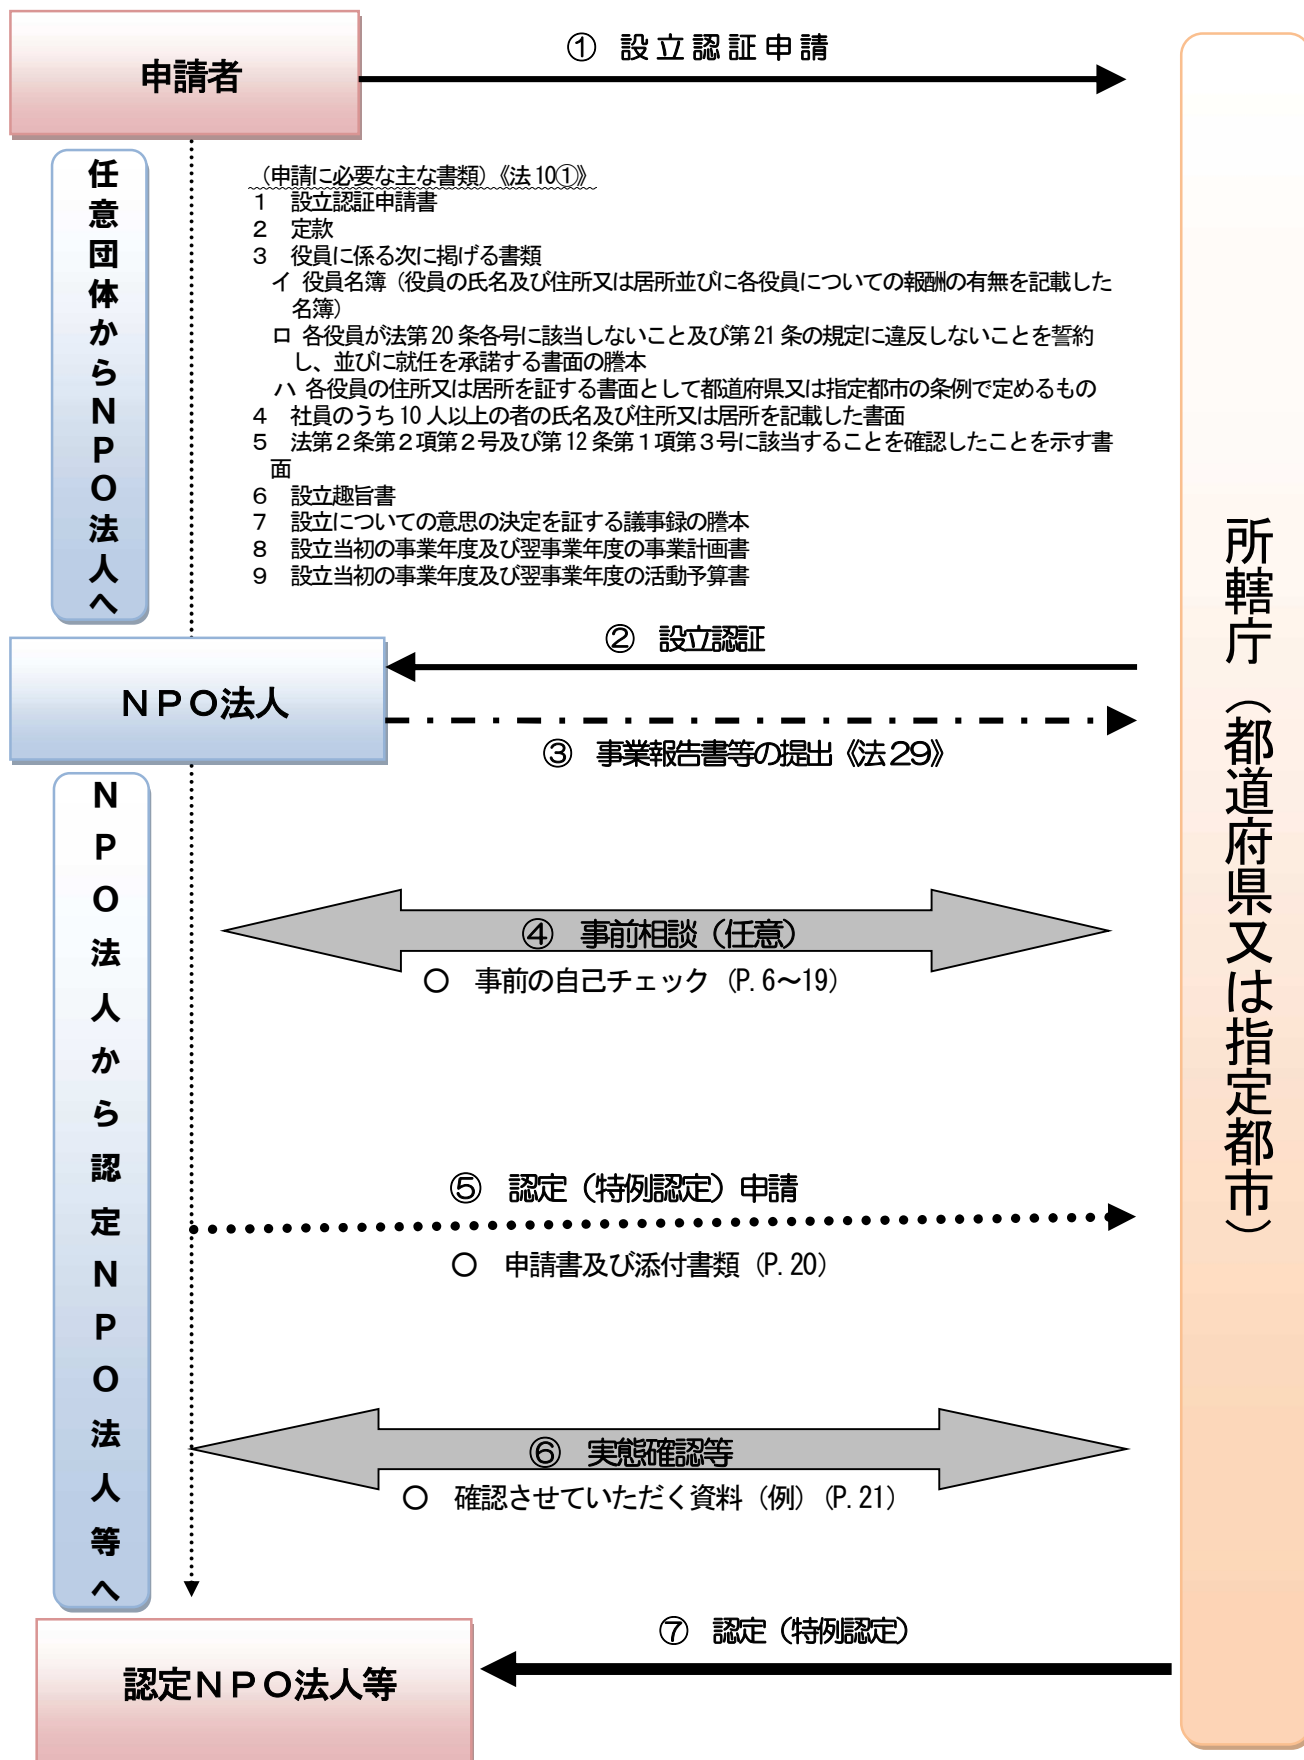 申請者
① 設立認証申請
任意団体からNPO法人へ
(申請に必要な主な書類)《法10①》
1 設立認証申請書
2 定款
3 役員に係る次に掲げる書類
イ 役員名簿(役員の氏名及び住所又は居所並びに各役員についての報酬の有無を記載した
名簿)
ロ 各役員が法第20条各号に該当しないこと及び第21条の規定に違反しないことを誓約
し、並びに就任を承諾する書面の謄本
ハ 各役員の住所又は居所を証する書面として都道府県又は指定都市の条例で定めるもの
4 社員のうち10人以上の者の氏名及び住所又は居所を記載した書面
5 法第2条第2項第2号及び第12条第1項第3号に該当することを確認したことを示す書
面
6 設立趣旨書
7 設立についての意思の決定を証する議事録の謄本
8 設立当初の事業年度及び翌事業年度の事業計画書
9 設立当初の事業年度及び翌事業年度の活動予算書
所轄庁(都道府県又は指定都市)
② 設立認証
NPO法人
③ 事業報告書等の提出《法29》
NPO法人から認定NPO法人等へ
④ 事前相談(任意)
○ 事前の自己チェック(P.6~19)
⑤ 認定(特例認定)申請
○ 申請書及び添付書類(P.20)
⑥ 実態確認等
○ 確認させていただく資料(例)(P.21)
⑦ 認定(特例認定)
認定NPO法人等